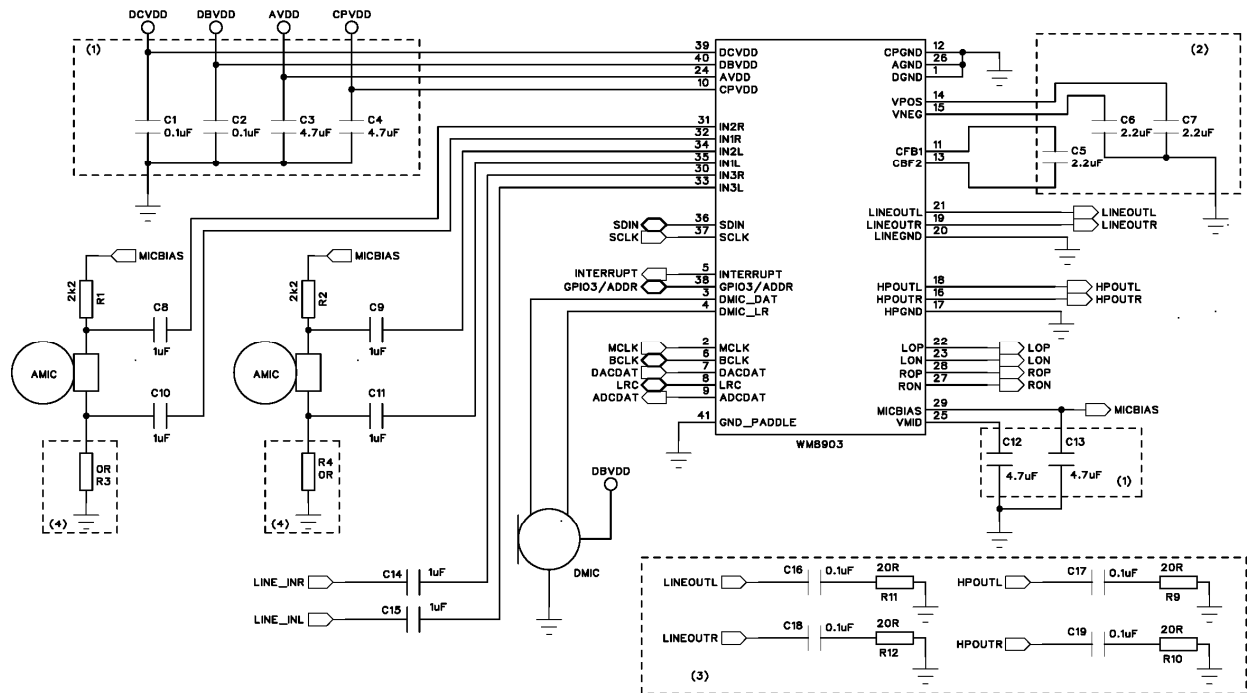 DCVDD DBVDD AVDD CPVDD
(1)
C1
0.1uF
C2
0.1uF
C3
4.7uF
C4
4.7uF
39 DCVDD
40 DBVDD
24 AVDD
10 CPVDD
31 IN2R
32 IN1R
34 IN2L
35 IN1L
30 IN3R
33 IN3L
SDIN 36 SDIN
SCLK 37 SCLK
INTERRUPT 5 INTERRUPT
GPIO3/ADDR 38 GPIO3/ADDR
3 DMIC_DAT
4 DMIC_LR
MCLK 2 MCLK
BCLK 6 BCLK
DACDAT 7 DACDAT
LRC 8 LRC
ADCDAT 9 ADCDAT
41 GND_PADDLE
WM8903
CPGND 12
AGND 26
DGND 1
VPOS 14
VNEG 15
CFB1 11
CBF2 13
LINEOUTL 21 LINEOUTL
LINEOUTR 19 LINEOUTR
LINEGND 20
HPOUTL 18 HPOUTL
HPOUTR 16 HPOUTR
HPGND 17
LOP 22 LOP
LON 23 LON
ROP 28 ROP
RON 27 RON
MICBIAS 29 MICBIAS
VMID 25
(2)
C6
2.2uF
C7
2.2uF
C5
2.2uF
C12
4.7uF
C13
4.7uF
(1)
MICBIAS
2k2
R1
C8
1uF
AMIC
C10
1uF
0R
R3
(4)
MICBIAS
2k2
R2
C9
1uF
AMIC
C11
1uF
R4
0R
(4)
DBVDD
DMIC
LINE_INR C14 1uF
LINE_INL C15 1uF
LINEOUTL C16 0.1uF 20R
R11
HPOUTL C17 0.1uF 20R
R9
LINEOUTR C18 0.1uF 20R
R12
HPOUTR C19 0.1uF 20R
R10
(3)